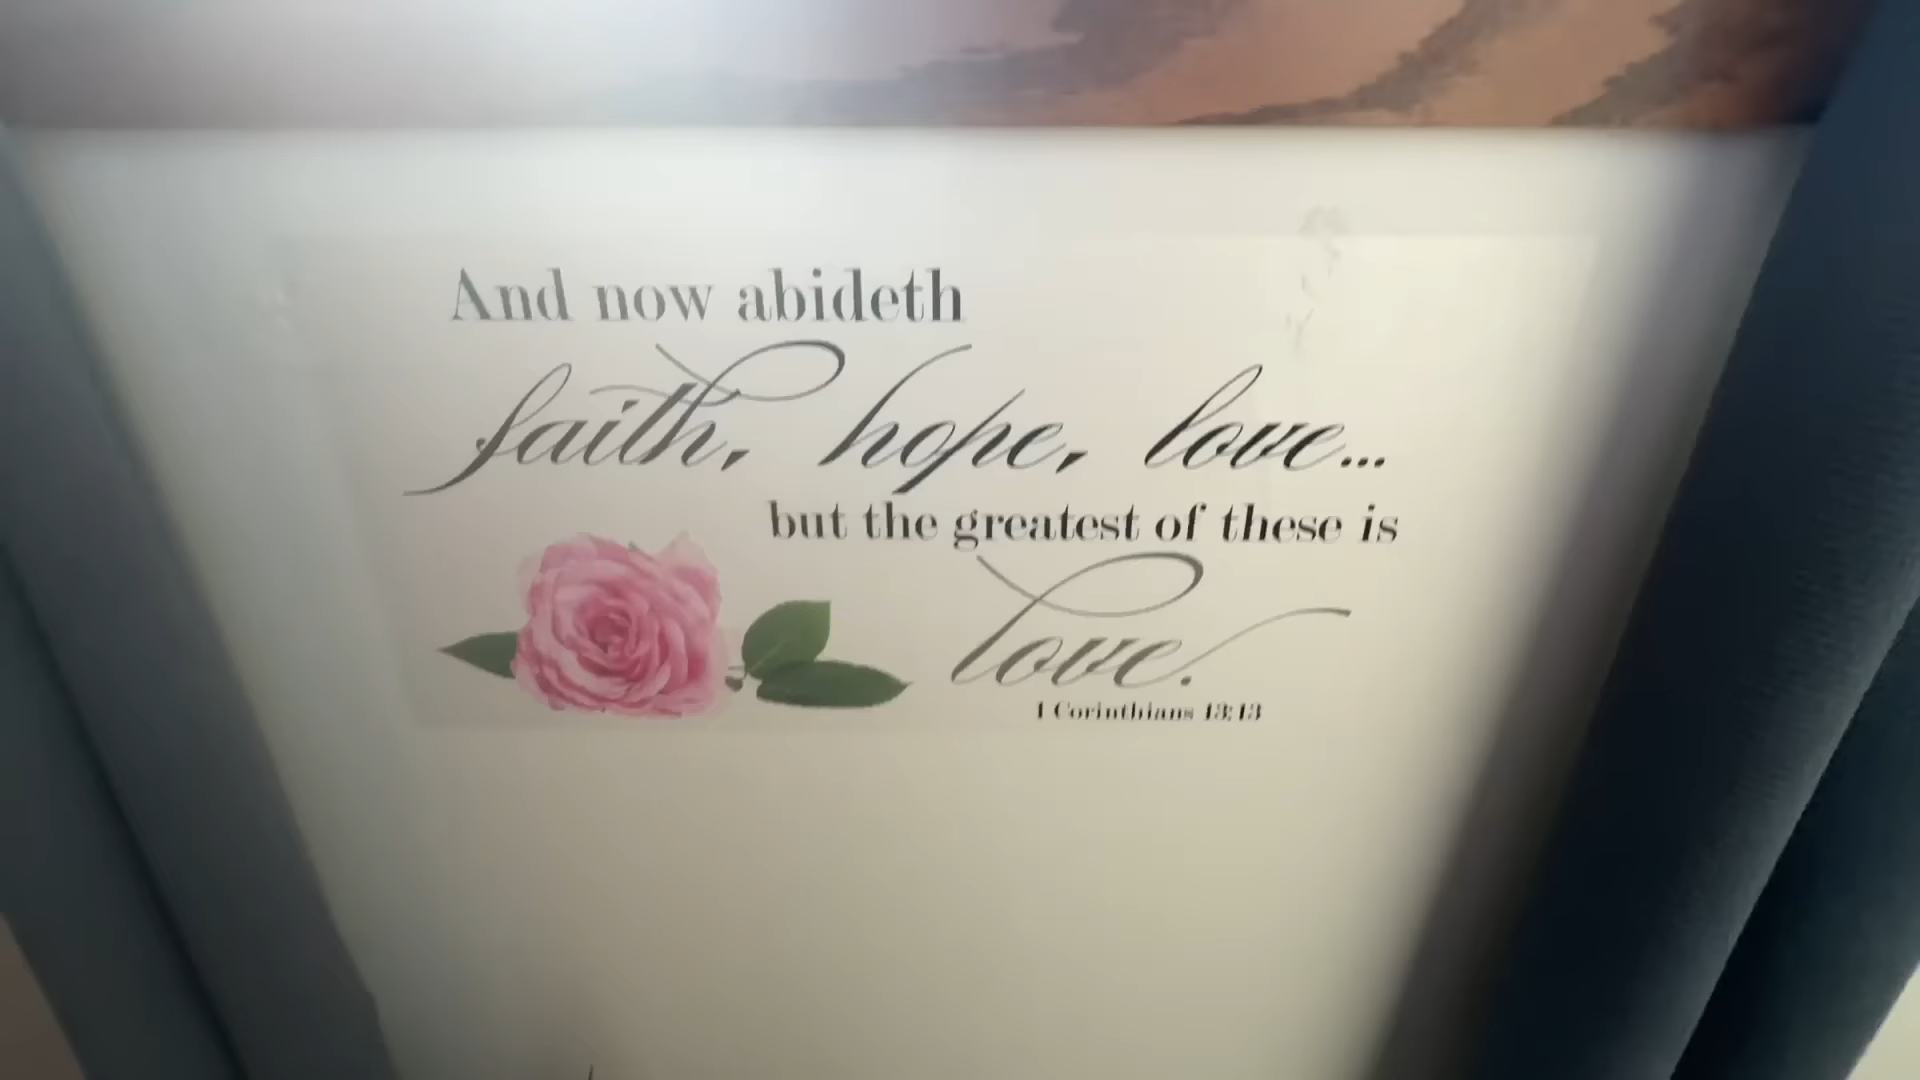 And now abideth
faith, hope, love...
but the greatest of these is
love.
1 Corinthians 13:13